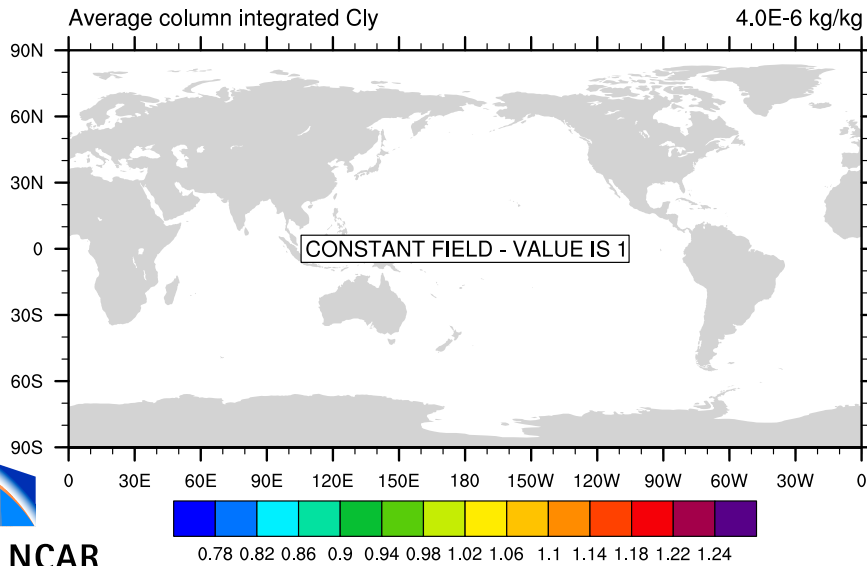 Average column integrated Cly 4.0E-6 kg/kg
90N
60N
30N
0
30S
60S
90S
CONSTANT FIELD - VALUE IS 1
0 30E 60E 90E 120E 150E 180 150W 120W 90W 60W 30W 0
0.78 0.82 0.86 0.9 0.94 0.98 1.02 1.06 1.1 1.14 1.18 1.22 1.24
NCAR